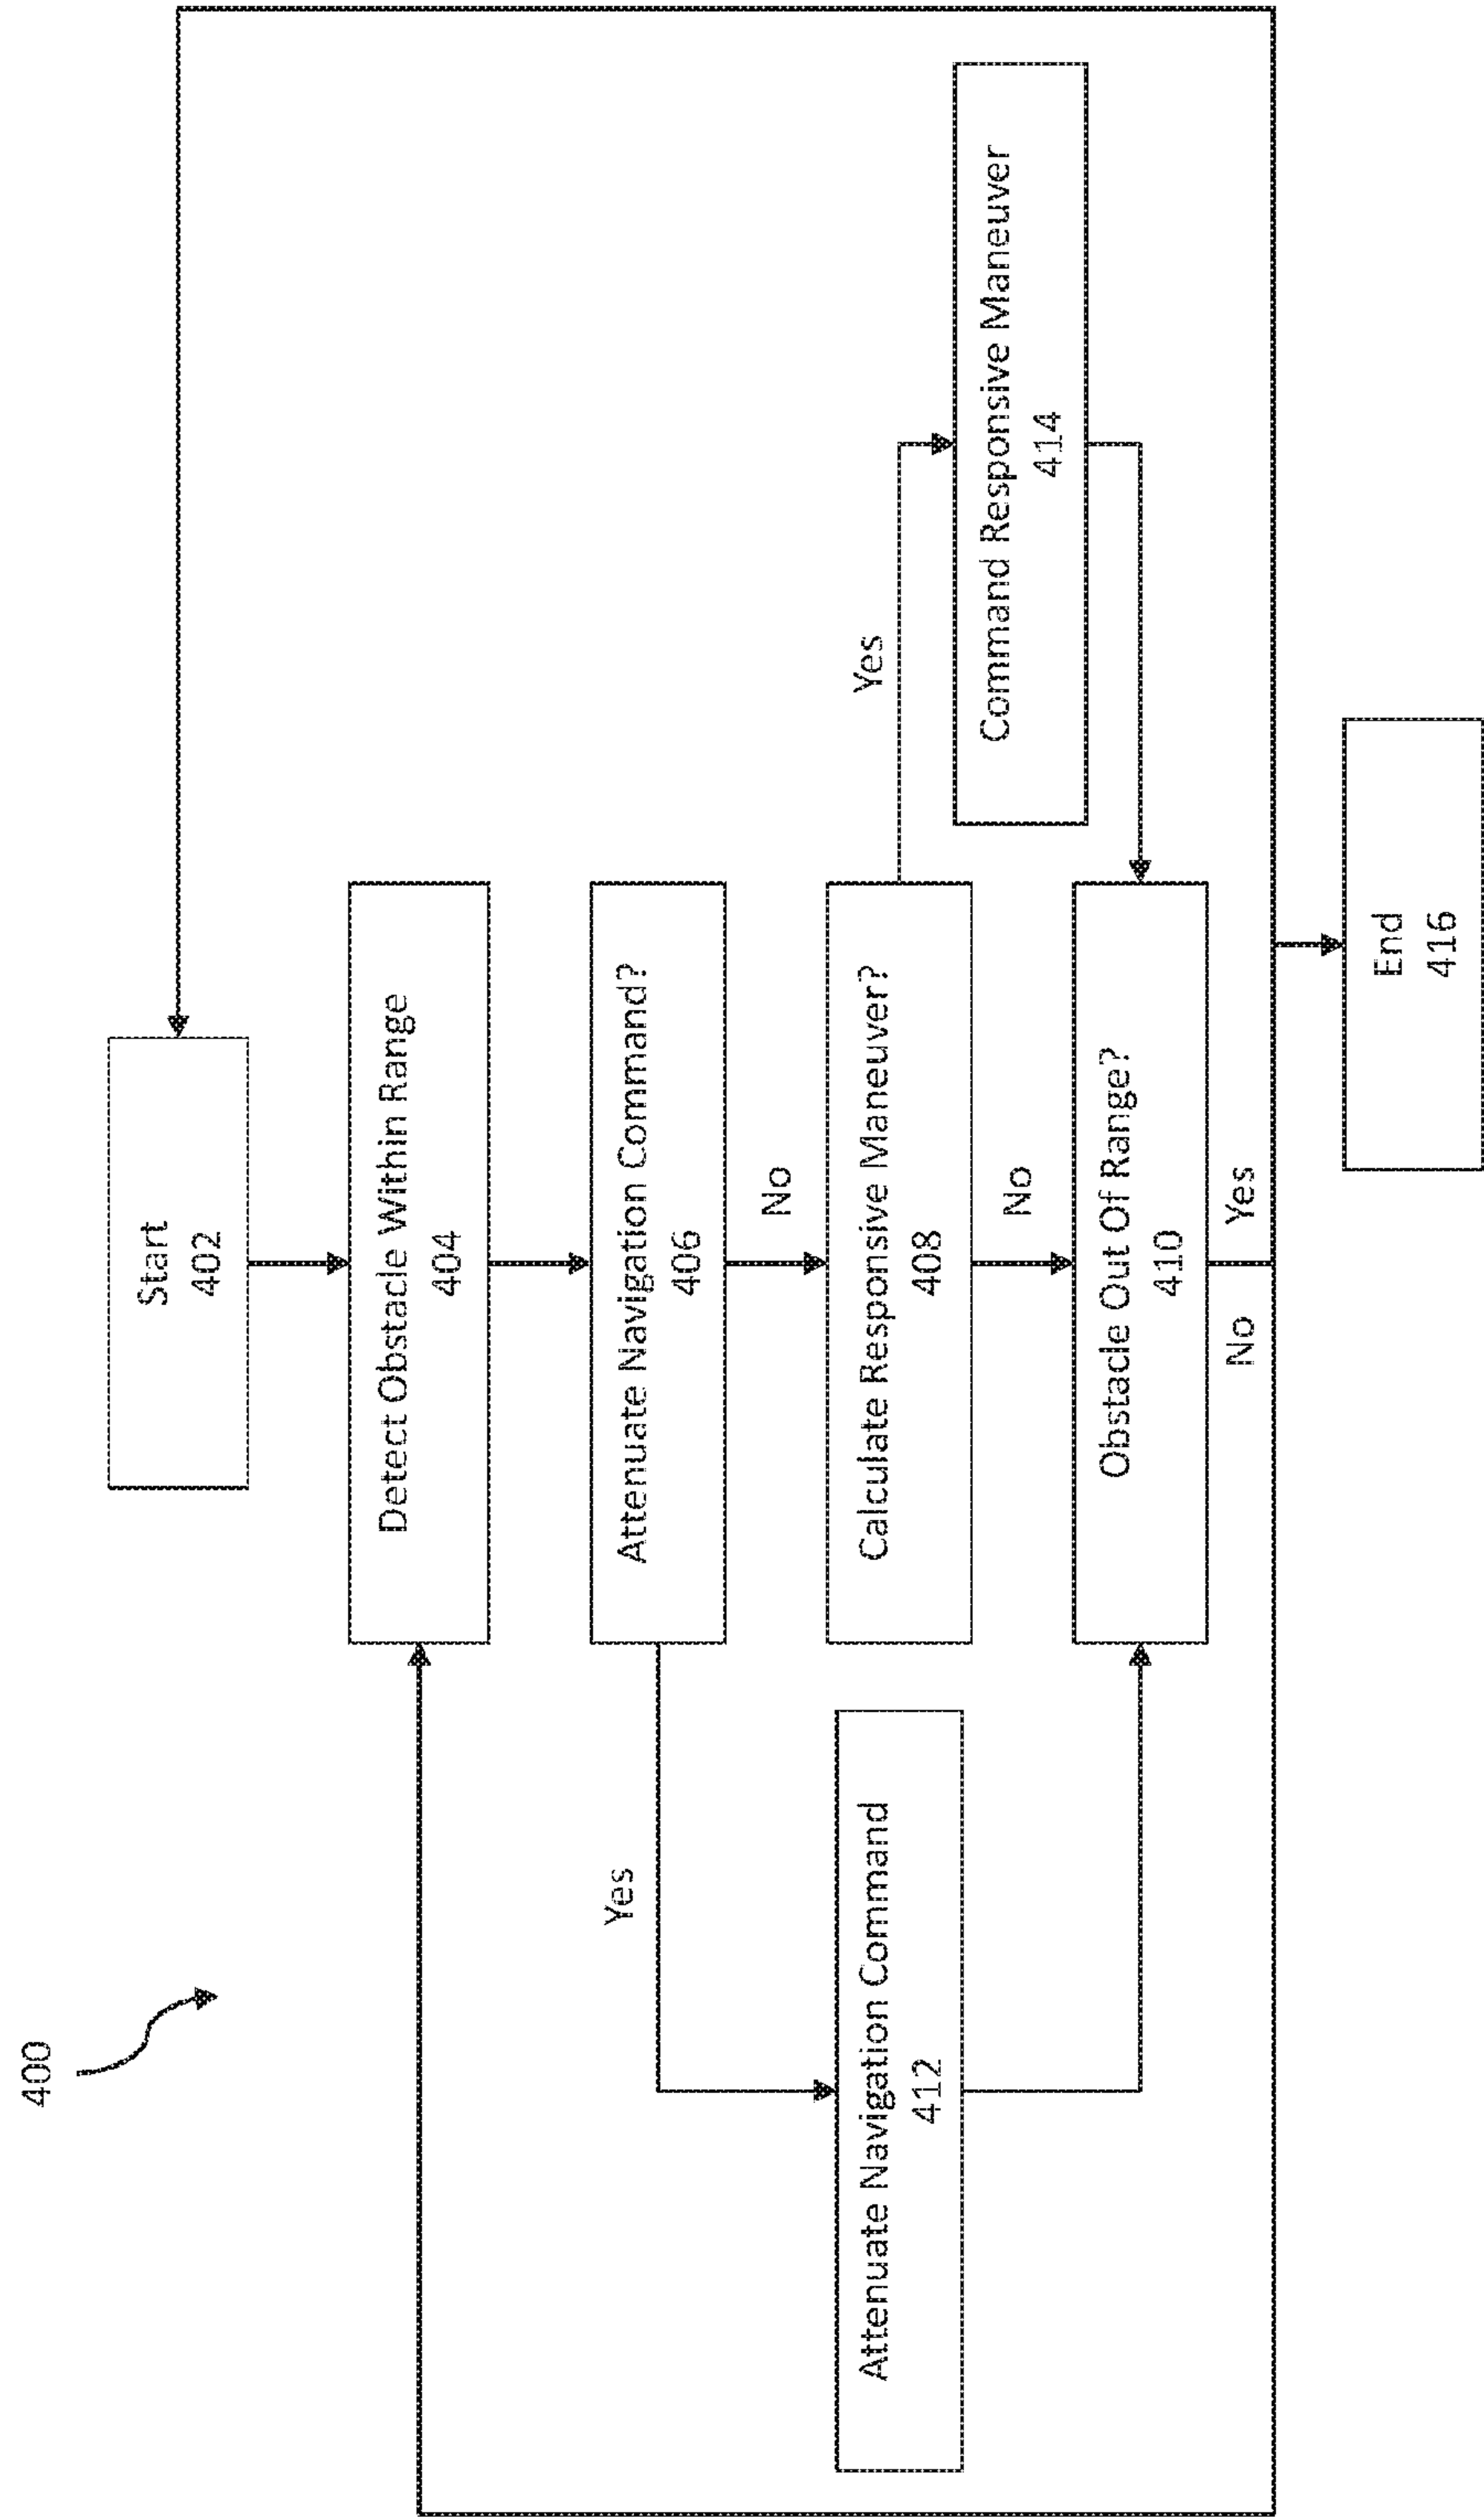 400
Start
402
Detect Obstacle Within Range
404
Attenuate Navigation Command?
406
Yes
No
Attenuate Navigation Command
412
Calculate Responsive Maneuver?
408
Yes
No
Command Responsive Maneuver
414
Obstacle Out Of Range?
410
No
Yes
End
416